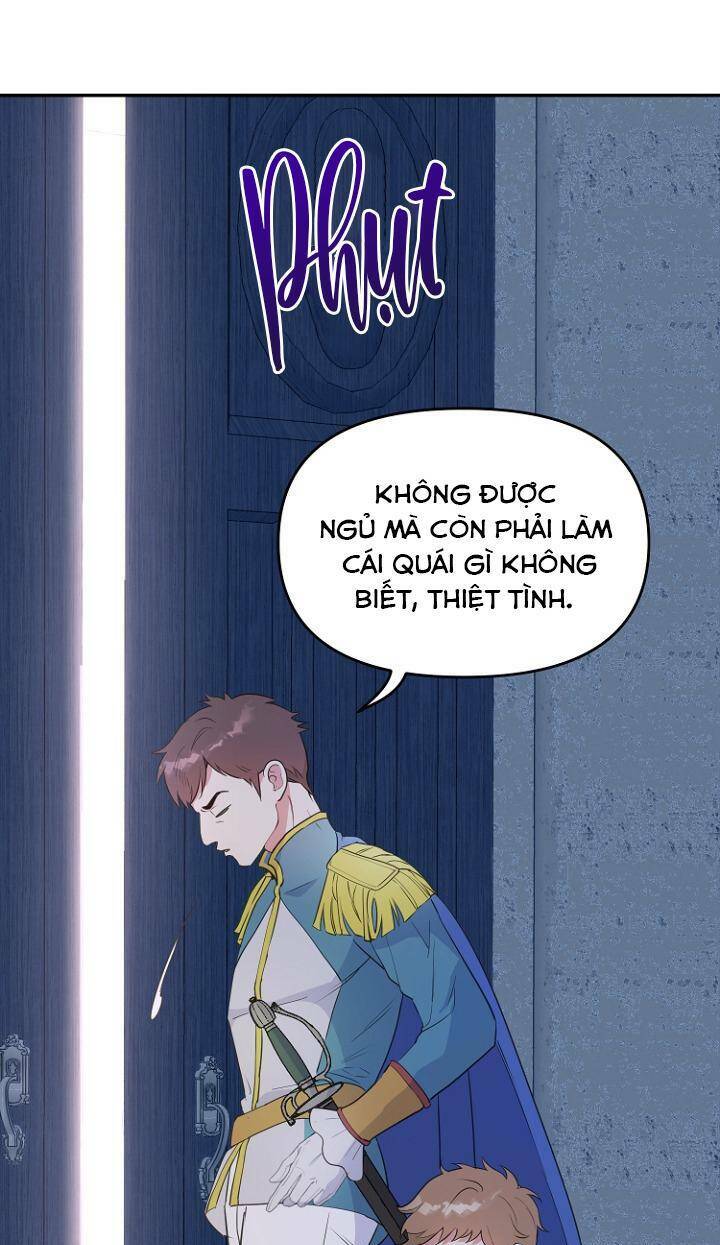 Phụt
KHÔNG ĐƯỢC
NGỦ MÀ CÒN PHẢI LÀM
CÁI QUÁI GÌ KHÔNG
BIẾT, THIỆT TÌNH.